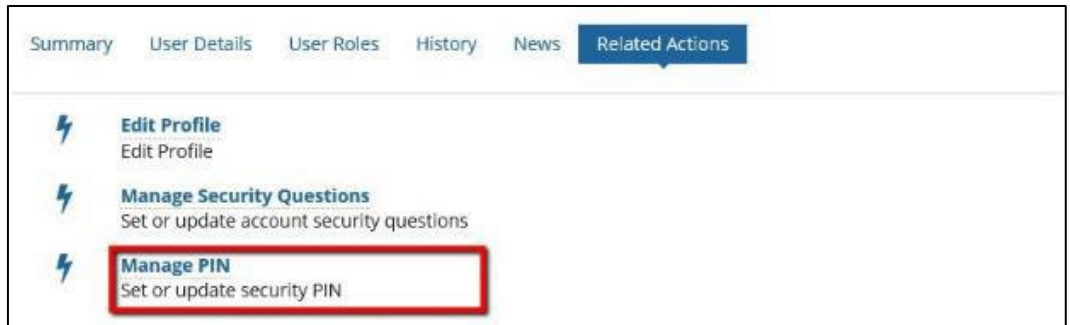 Summary User Details User Roles History News Related Actions
Edit Profile
Edit Profile
Manage Security Questions
Set or update account security questions
Manage PIN
Set or update security PIN